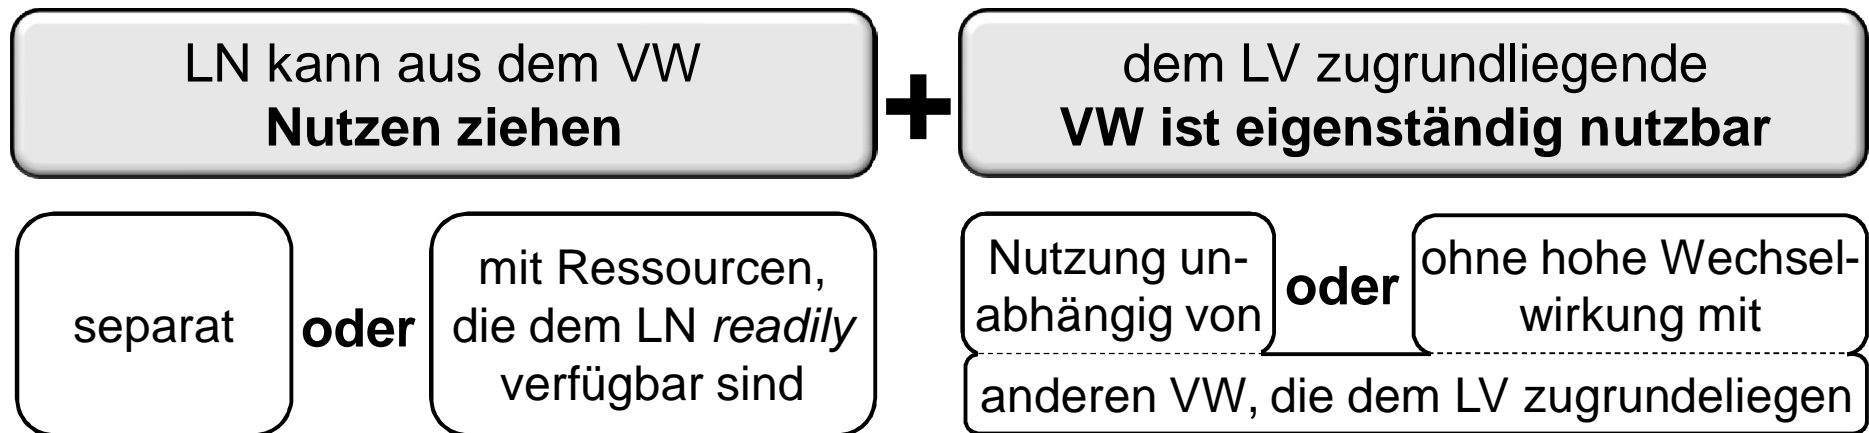 LN kann aus dem VW
Nutzen ziehen
+
dem LV zugrundliegende
VW ist eigenständig nutzbar
separat
oder
mit Ressourcen,
die dem LN readily
verfügbar sind
Nutzung un-
abhängig von
oder
ohne hohe Wechsel-
wirkung mit
anderen VW, die dem LV zugrundeliegen